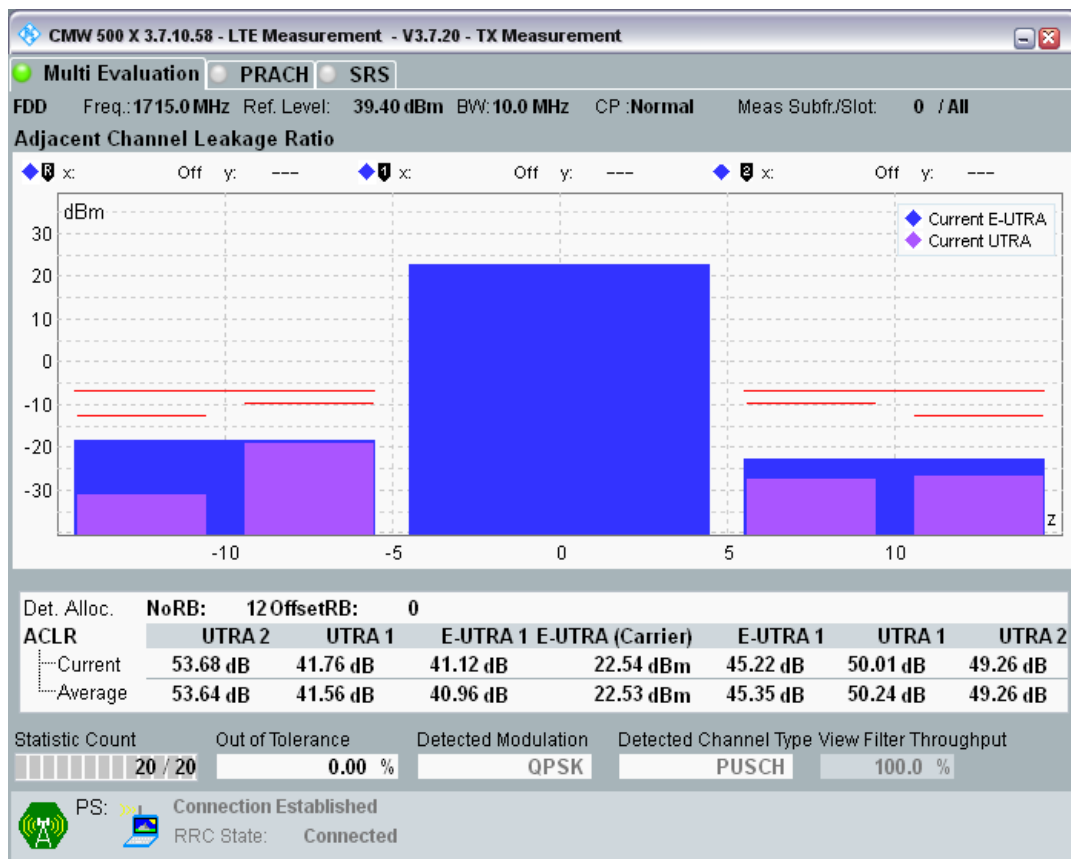 CMW 500 X 3.7.10.58 - LTE Measurement - V3.7.20 - TX Measurement
Multi Evaluation PRACH SRS
FDD Freq.: 1715.0 MHz Ref. Level: 39.40 dBm BW: 10.0 MHz CP :Normal Meas Subfr./Slot: 0 / All
Adjacent Channel Leakage Ratio
R x: Off y: --- 1 x: Off y: --- 2 x: Off y: ---
dBm
Current E-UTRA
Current UTRA
30
20
10
0
-10
-20
-30
z
-10 -5 0 5 10
Det. Alloc. NoRB: 12 OffsetRB: 0
ACLR UTRA 2 UTRA 1 E-UTRA 1 E-UTRA (Carrier) E-UTRA 1 UTRA 1 UTRA 2
Current 53.68 dB 41.76 dB 41.12 dB 22.54 dBm 45.22 dB 50.01 dB 49.26 dB
Average 53.64 dB 41.56 dB 40.96 dB 22.53 dBm 45.35 dB 50.24 dB 49.26 dB
Statistic Count Out of Tolerance Detected Modulation Detected Channel Type View Filter Throughput
20 / 20 0.00 % QPSK PUSCH 100.0 %
PS: Connection Established
RRC State: Connected